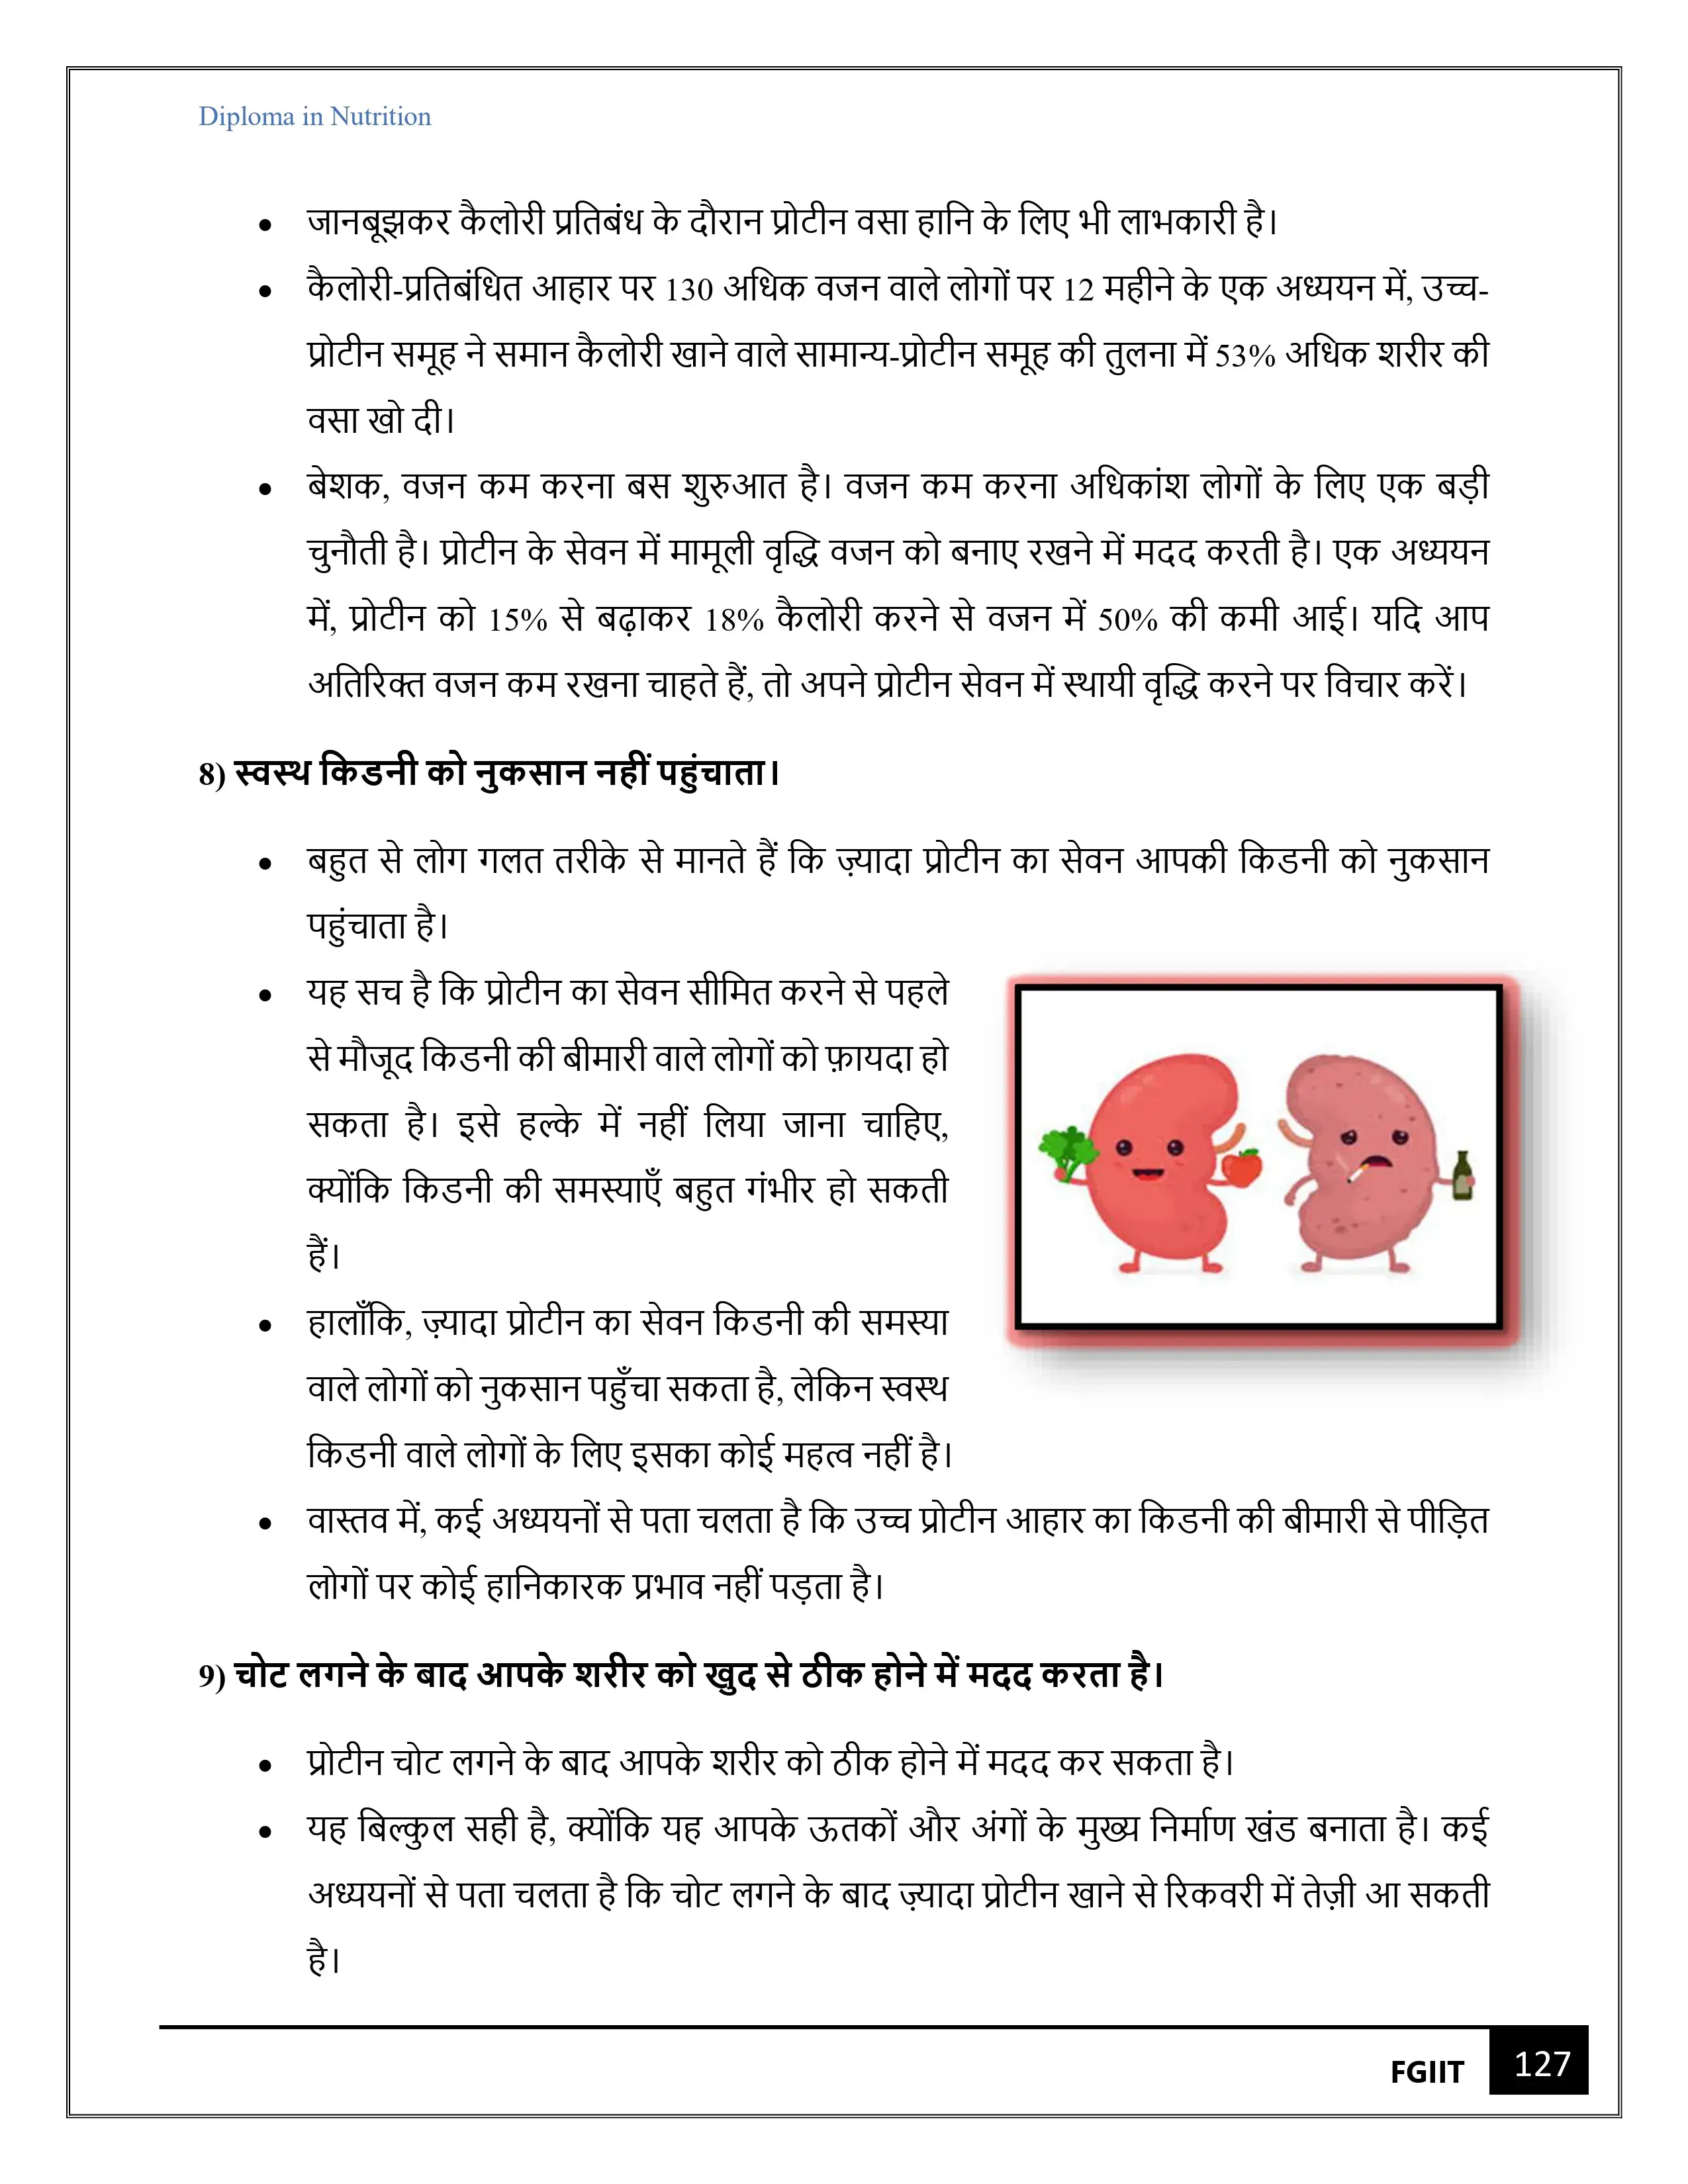 Diploma in Nutrition
• जानबूझकर कैलोरी प्रतिबंध के दौरान प्रोटीन वसा हानि के लिए भी लाभकारी है।
• कैलोरी-प्रतिबंधित आहार पर 130 अधिक वजन वाले लोगों पर 12 महीने के एक अध्ययन में, उच्च-
प्रोटीन समूह ने समान कैलोरी खाने वाले सामान्य-प्रोटीन समूह की तुलना में 53% अधिक शरीर की
वसा खो दी।
• बेशक, वजन कम करना बस शुरुआत है। वजन कम करना अधिकांश लोगों के लिए एक बड़ी
चुनौती है। प्रोटीन के सेवन में मामूली वृद्धि वजन को बनाए रखने में मदद करती है। एक अध्ययन
में, प्रोटीन को 15% से बढ़ाकर 18% कैलोरी करने से वजन में 50% की कमी आई। यदि आप
अतिरिक्त वजन कम रखना चाहते हैं, तो अपने प्रोटीन सेवन में स्थायी वृद्धि करने पर विचार करें।
8) स्वस्थ किडनी को नुकसान नहीं पहुंचाता।
• बहुत से लोग गलत तरीके से मानते हैं कि ज़्यादा प्रोटीन का सेवन आपकी किडनी को नुकसान
पहुंचाता है।
• यह सच है कि प्रोटीन का सेवन सीमित करने से पहले
से मौजूद किडनी की बीमारी वाले लोगों को फ़ायदा हो
सकता है। इसे हल्के में नहीं लिया जाना चाहिए,
क्योंकि किडनी की समस्याएँ बहुत गंभीर हो सकती
हैं।
• हालाँकि, ज़्यादा प्रोटीन का सेवन किडनी की समस्या
वाले लोगों को नुकसान पहुँचा सकता है, लेकिन स्वस्थ
किडनी वाले लोगों के लिए इसका कोई महत्व नहीं है।
• वास्तव में, कई अध्ययनों से पता चलता है कि उच्च प्रोटीन आहार का किडनी की बीमारी से पीड़ित
लोगों पर कोई हानिकारक प्रभाव नहीं पड़ता है।
9) चोट लगने के बाद आपके शरीर को खुद से ठीक होने में मदद करता है।
• प्रोटीन चोट लगने के बाद आपके शरीर को ठीक होने में मदद कर सकता है।
• यह बिल्कुल सही है, क्योंकि यह आपके ऊतकों और अंगों के मुख्य निर्माण खंड बनाता है। कई
अध्ययनों से पता चलता है कि चोट लगने के बाद ज़्यादा प्रोटीन खाने से रिकवरी में तेज़ी आ सकती
है।
FGIIT 127